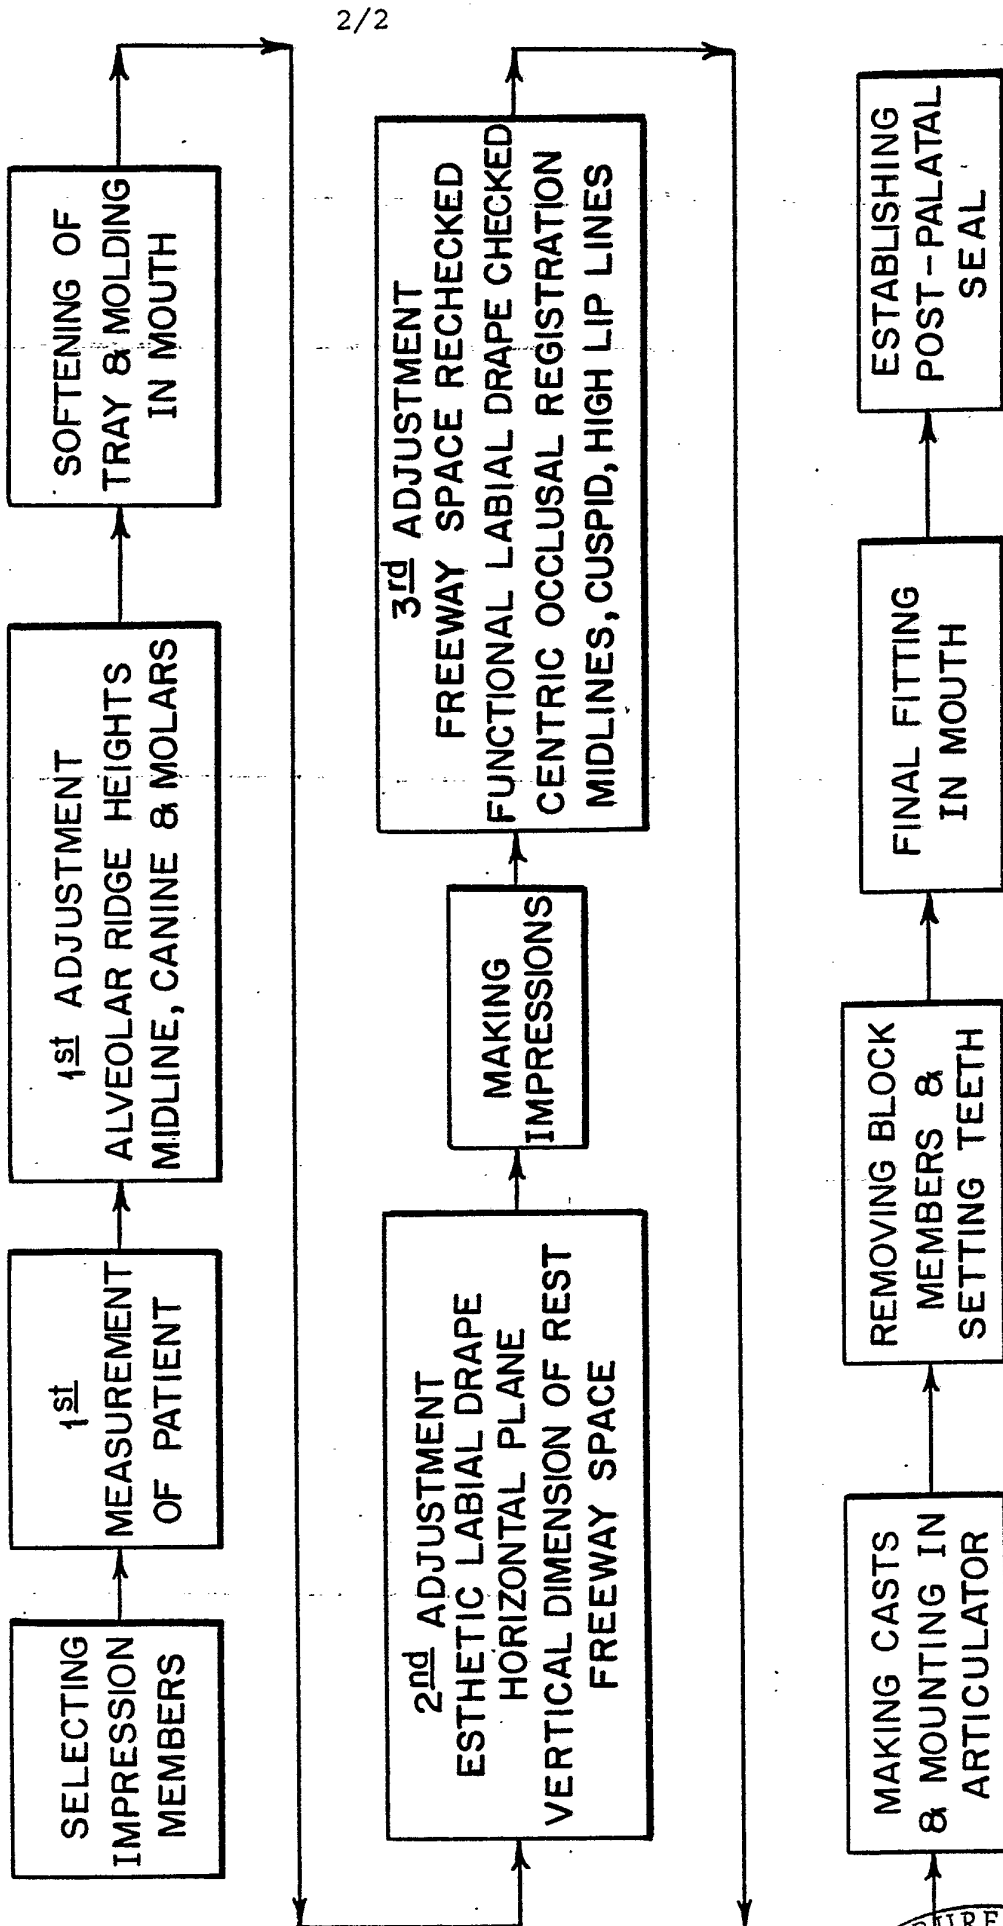 2/2
SELECTING
IMPRESSION
MEMBERS
1st
MEASUREMENT
OF PATIENT
1st ADJUSTMENT
ALVEOLAR RIDGE HEIGHTS
MIDLINE, CANINE & MOLARS
SOFTENING OF
TRAY & MOLDING
IN MOUTH
2nd ADJUSTMENT
ESTHETIC LABIAL DRAPE
HORIZONTAL PLANE
VERTICAL DIMENSION OF REST
FREEWAY SPACE
MAKING
IMPRESSIONS
3rd ADJUSTMENT
FREEWAY SPACE RECHECKED
FUNCTIONAL LABIAL DRAPE CHECKED
CENTRIC OCCLUSAL REGISTRATION
MIDLINES, CUSPID, HIGH LIP LINES
MAKING CASTS
& MOUNTING IN
ARTICULATOR
REMOVING BLOCK
MEMBERS &
SETTING TEETH
FINAL FITTING
IN MOUTH
ESTABLISHING
POST-PALATAL
SEAL